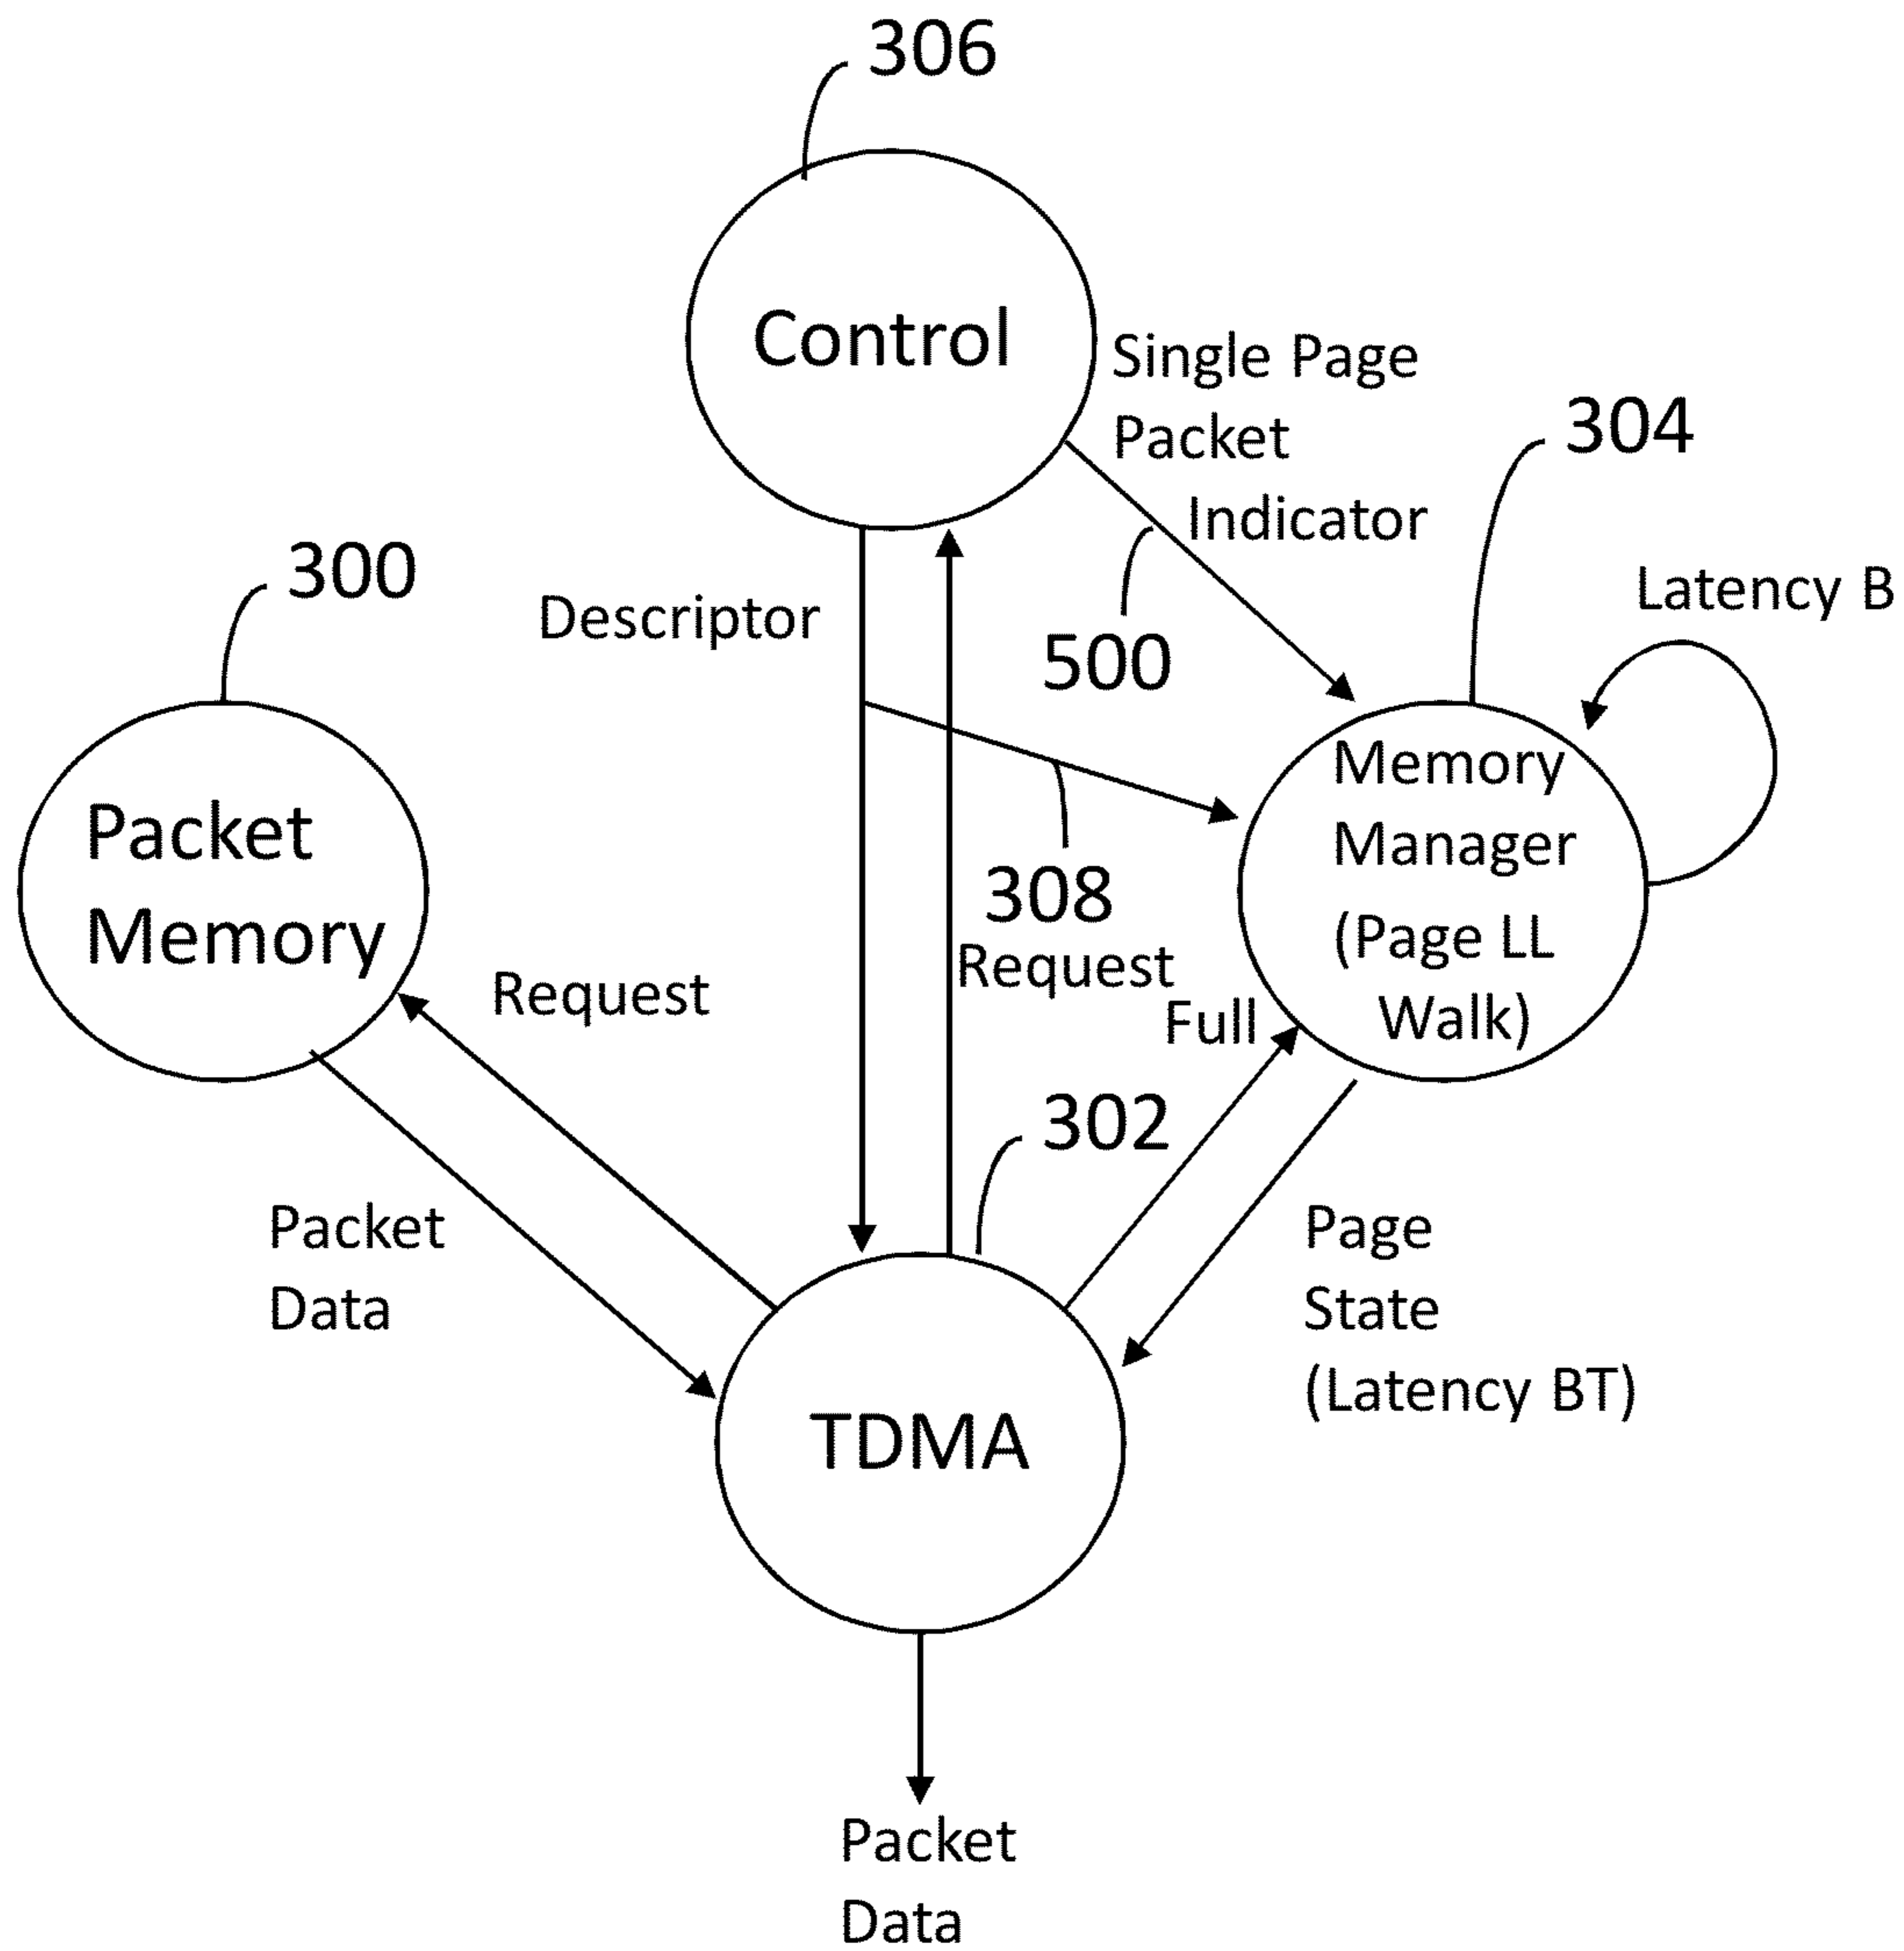 306
Control
Single Page
Packet
Indicator
304
300
Descriptor
500
Latency B
Packet
Memory
Memory
Manager
(Page LL
Walk)
308
Request
Request
Full
302
Packet
Data
Page
State
(Latency BT)
TDMA
Packet
Data